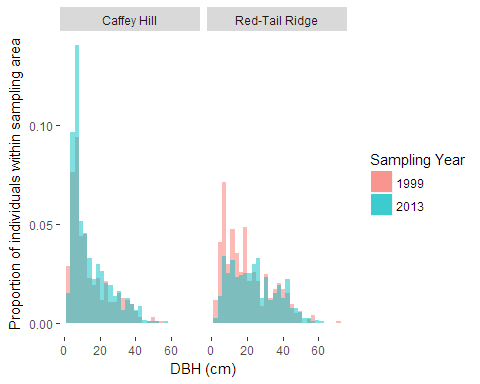 Caffey Hill
Red-Tail Ridge
Proportion of individuals within sampling area
0.10
0.05
0.00
0 20 40 60
0 20 40 60
DBH (cm)
Sampling Year
1999
2013